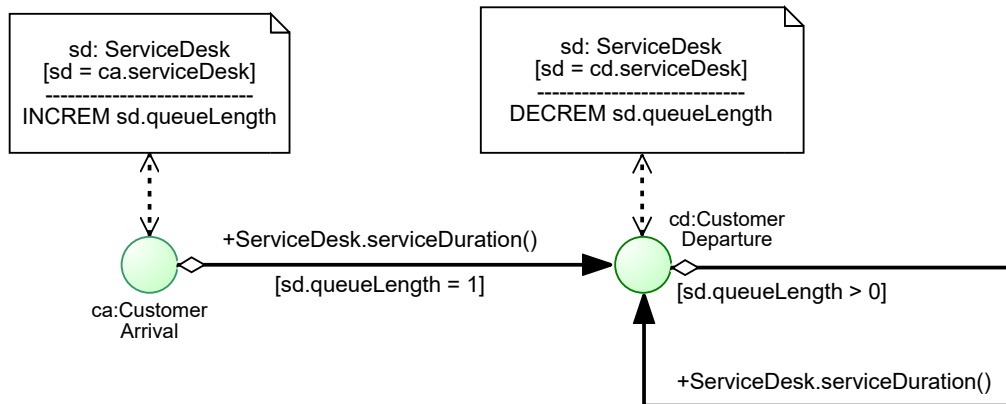 sd: ServiceDesk
[sd = ca.serviceDesk]
----------------------------
INCREM sd.queueLength
sd: ServiceDesk
[sd = cd.serviceDesk]
----------------------------
DECREM sd.queueLength
+ServiceDesk.serviceDuration()
[sd.queueLength = 1]
ca:Customer
Arrival
cd:Customer
Departure
[sd.queueLength > 0]
+ServiceDesk.serviceDuration()